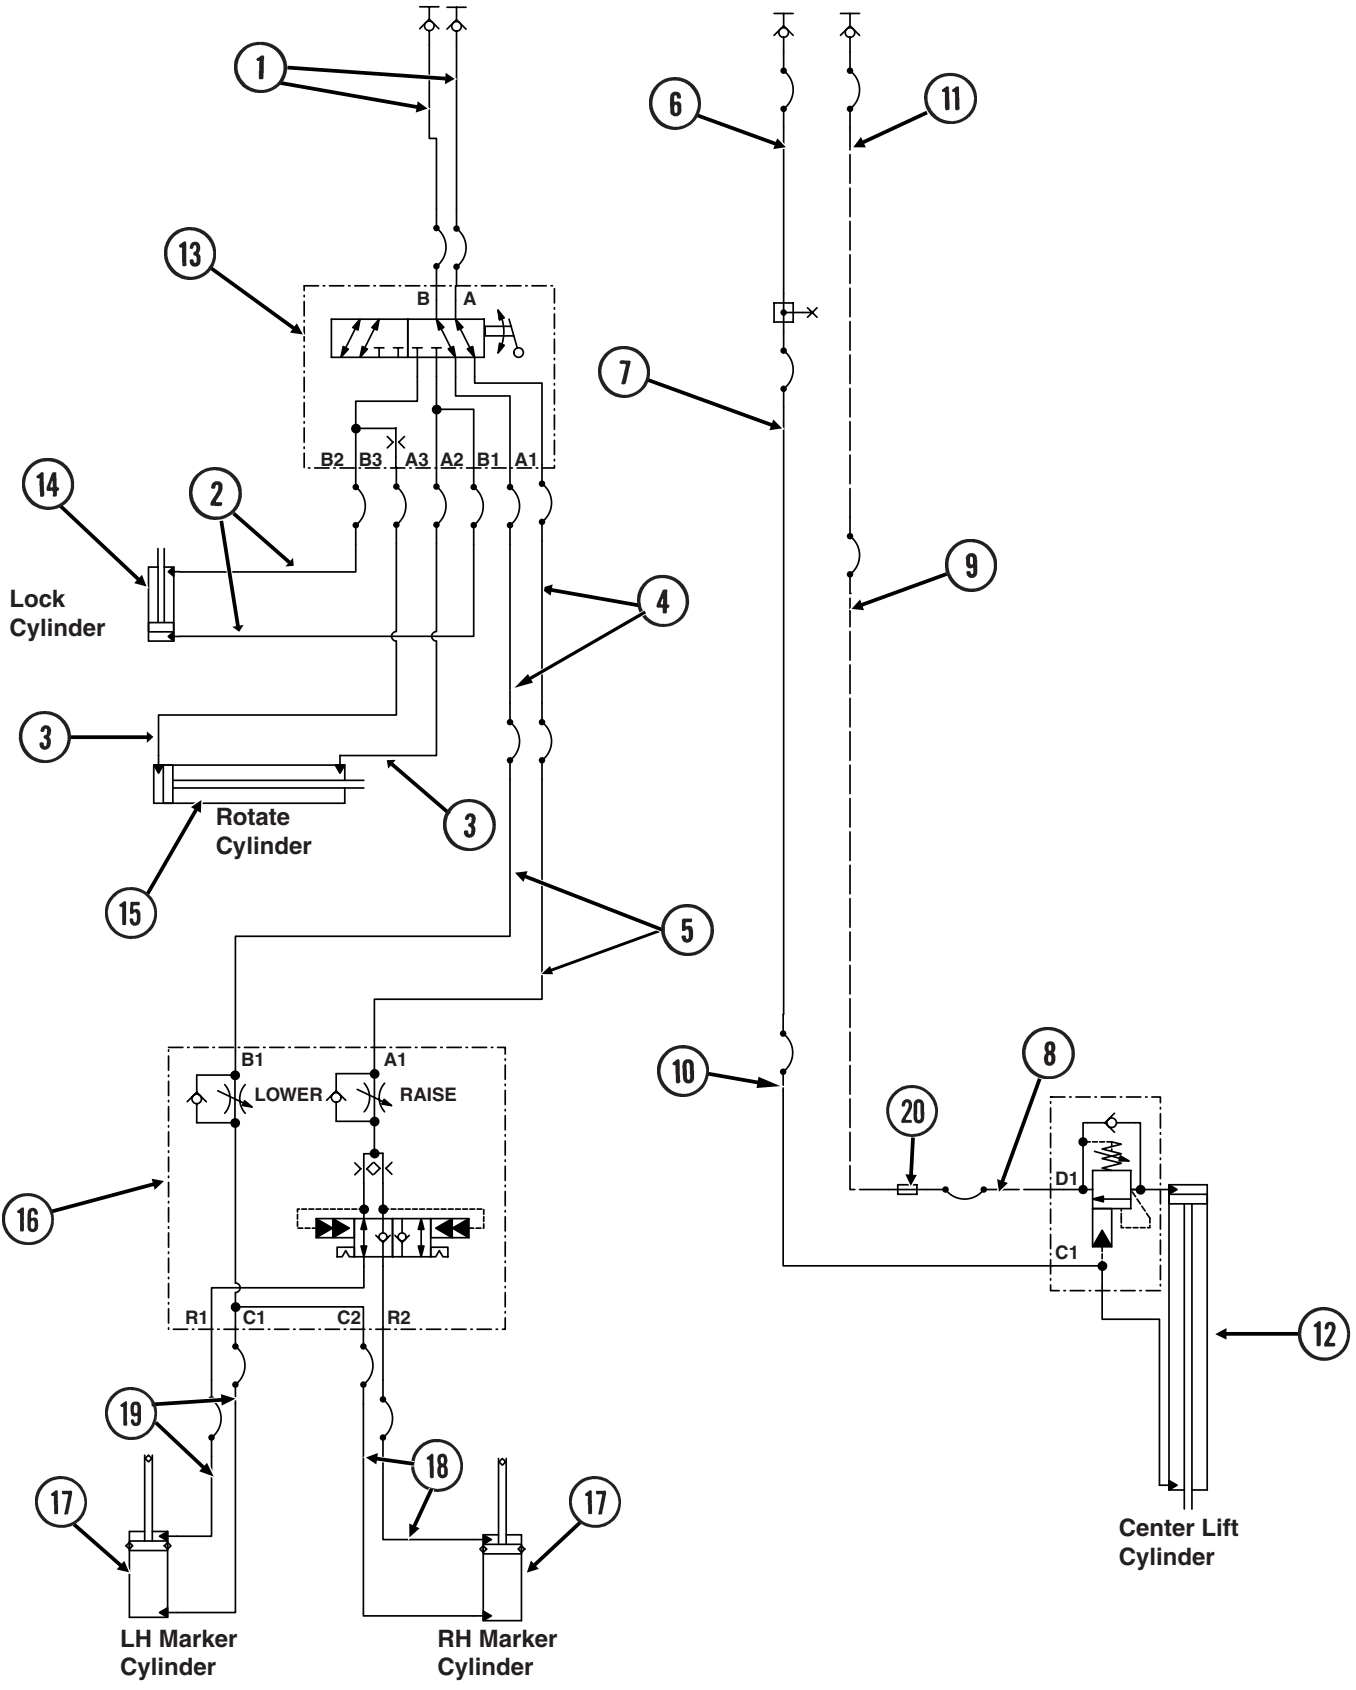 1
6
11
13
B A
7
B2 B3 A3 A2 B1 A1
14
2
9
Lock
Cylinder
4
3
3
Rotate
Cylinder
15
5
B1 A1
LOWER RAISE
10
8
20
D1
16
C1
R1 C1 C2 R2
12
19
18
17
17
Center Lift
Cylinder
LH Marker
Cylinder
RH Marker
Cylinder